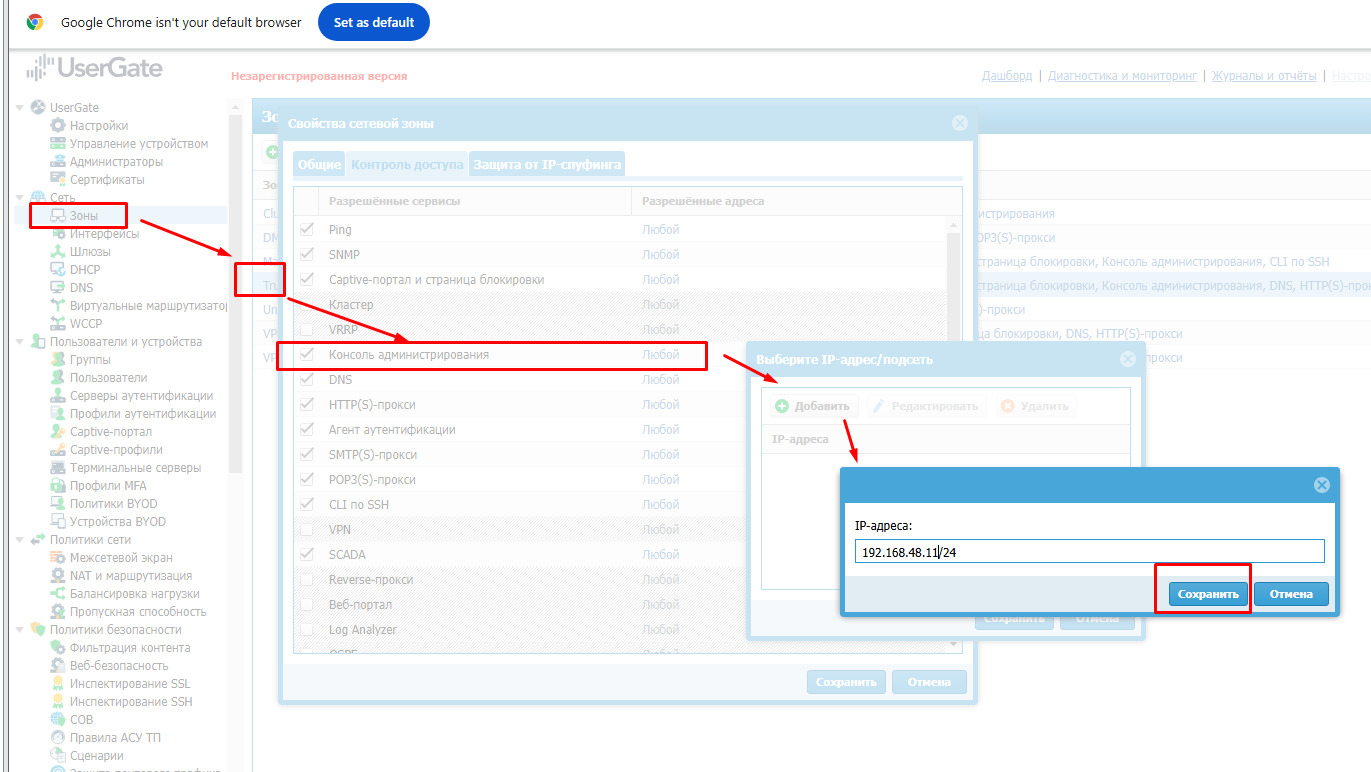 Google Chrome isn't your default browser
Set as default
UserGate
Незарегистрированная версия
Дашборд | Диагностика и мониторинг | Журналы и отчёты |
UserGate
Настройки
Управление устройством
Администраторы
Сертификаты
Сеть
Зоны
Интерфейсы
Шлюзы
DHCP
DNS
Виртуальные маршрутизатор
WCCP
Пользователи и устройства
Группы
Пользователи
Серверы аутентификации
Профили аутентификации
Captive-портал
Captive-профили
Терминальные серверы
Профили MFA
Политики BYOD
Устройства BYOD
Политики сети
Межсетевой экран
NAT и маршрутизация
Балансировка нагрузки
Пропускная способность
Политики безопасности
Фильтрация контента
Веб-безопасность
Инспектирование SSL
Инспектирование SSH
СОВ
Правила АСУ ТП
Сценарии
Свойства сетевой зоны
Общие
Контроль доступа
Защита от IP-спуфинга
Разрешённые сервисы
Разрешённые адреса
Ping Любой
SNMP Любой
Captive-портал и страница блокировки Любой
Кластер Любой
VRRP Любой
Консоль администрирования Любой
DNS Любой
HTTP(S)-прокси Любой
Агент аутентификации Любой
SMTP(S)-прокси Любой
POP3(S)-прокси Любой
CLI по SSH Любой
VPN Любой
SCADA Любой
Reverse-прокси Любой
Веб-портал Любой
Log Analyzer Любой
Сохранить
Отмена
страница блокировки, Консоль администрирования, CLI по SSH
страница блокировки, Консоль администрирования, DNS, HTTP(S)-про
блокировки, DNS, HTTP(S)-прокси
Выберите IP-адрес/подсеть
Добавить
Редактировать
Удалить
IP-адреса
Сохранить
Отмена
IP-адреса:
192.168.48.11/24
Сохранить
Отмена